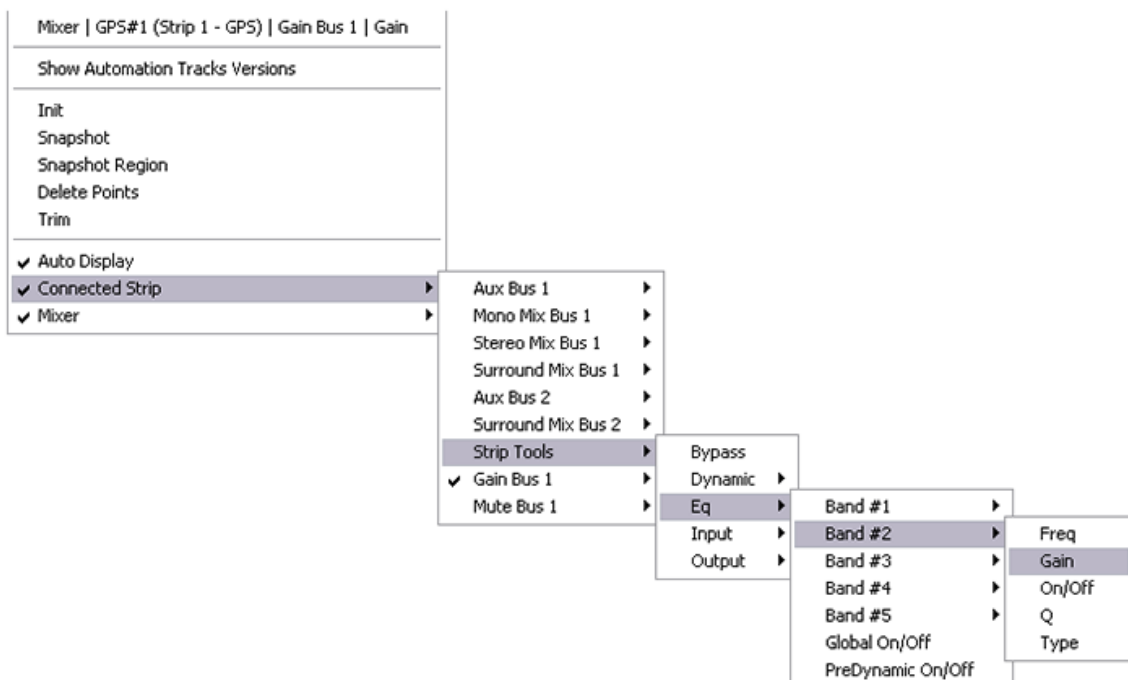 Mixer | GPS#1 (Strip 1 - GPS) | Gain Bus 1 | Gain
Show Automation Tracks Versions
Init
Snapshot
Snapshot Region
Delete Points
Trim
Auto Display
Connected Strip
Mixer
Aux Bus 1
Mono Mix Bus 1
Stereo Mix Bus 1
Surround Mix Bus 1
Aux Bus 2
Surround Mix Bus 2
Strip Tools
Gain Bus 1
Mute Bus 1
Bypass
Dynamic
Eq
Input
Output
Band #1
Band #2
Band #3
Band #4
Band #5
Global On/Off
PreDynamic On/Off
Freq
Gain
On/Off
Q
Type